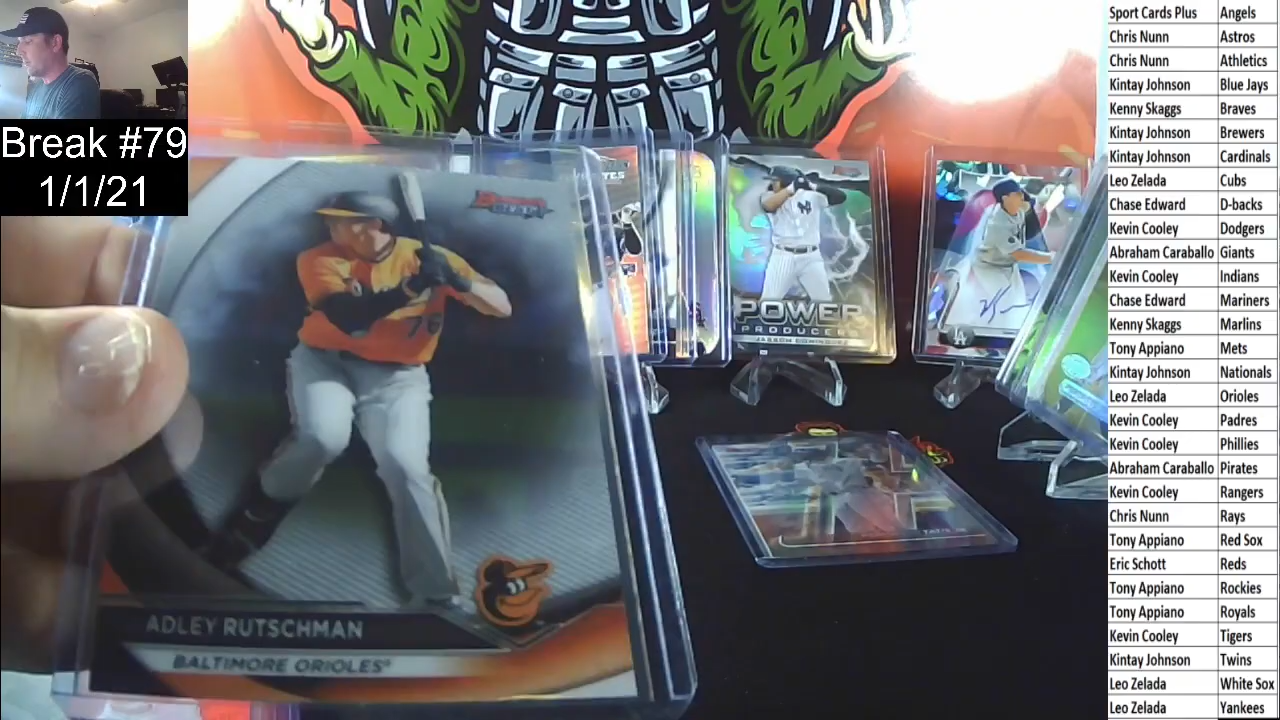 Break #79
1/1/21
BOWMAN'S BEST
ADLEY RUTSCHMAN
BALTIMORE ORIOLES
76
POWER
PRODUCERS
JASSON DOMINGUEZ
LA
Sport Cards Plus Angels
Chris Nunn Astros
Chris Nunn Athletics
Kintay Johnson Blue Jays
Kenny Skaggs Braves
Kintay Johnson Brewers
Kintay Johnson Cardinals
Leo Zelada Cubs
Chase Edward D-backs
Kevin Cooley Dodgers
Abraham Caraballo Giants
Kevin Cooley Indians
Chase Edward Mariners
Kenny Skaggs Marlins
Tony Appiano Mets
Kintay Johnson Nationals
Leo Zelada Orioles
Kevin Cooley Padres
Kevin Cooley Phillies
Abraham Caraballo Pirates
Kevin Cooley Rangers
Chris Nunn Rays
Tony Appiano Red Sox
Eric Schott Reds
Tony Appiano Rockies
Tony Appiano Royals
Kevin Cooley Tigers
Kintay Johnson Twins
Leo Zelada White Sox
Leo Zelada Yankees